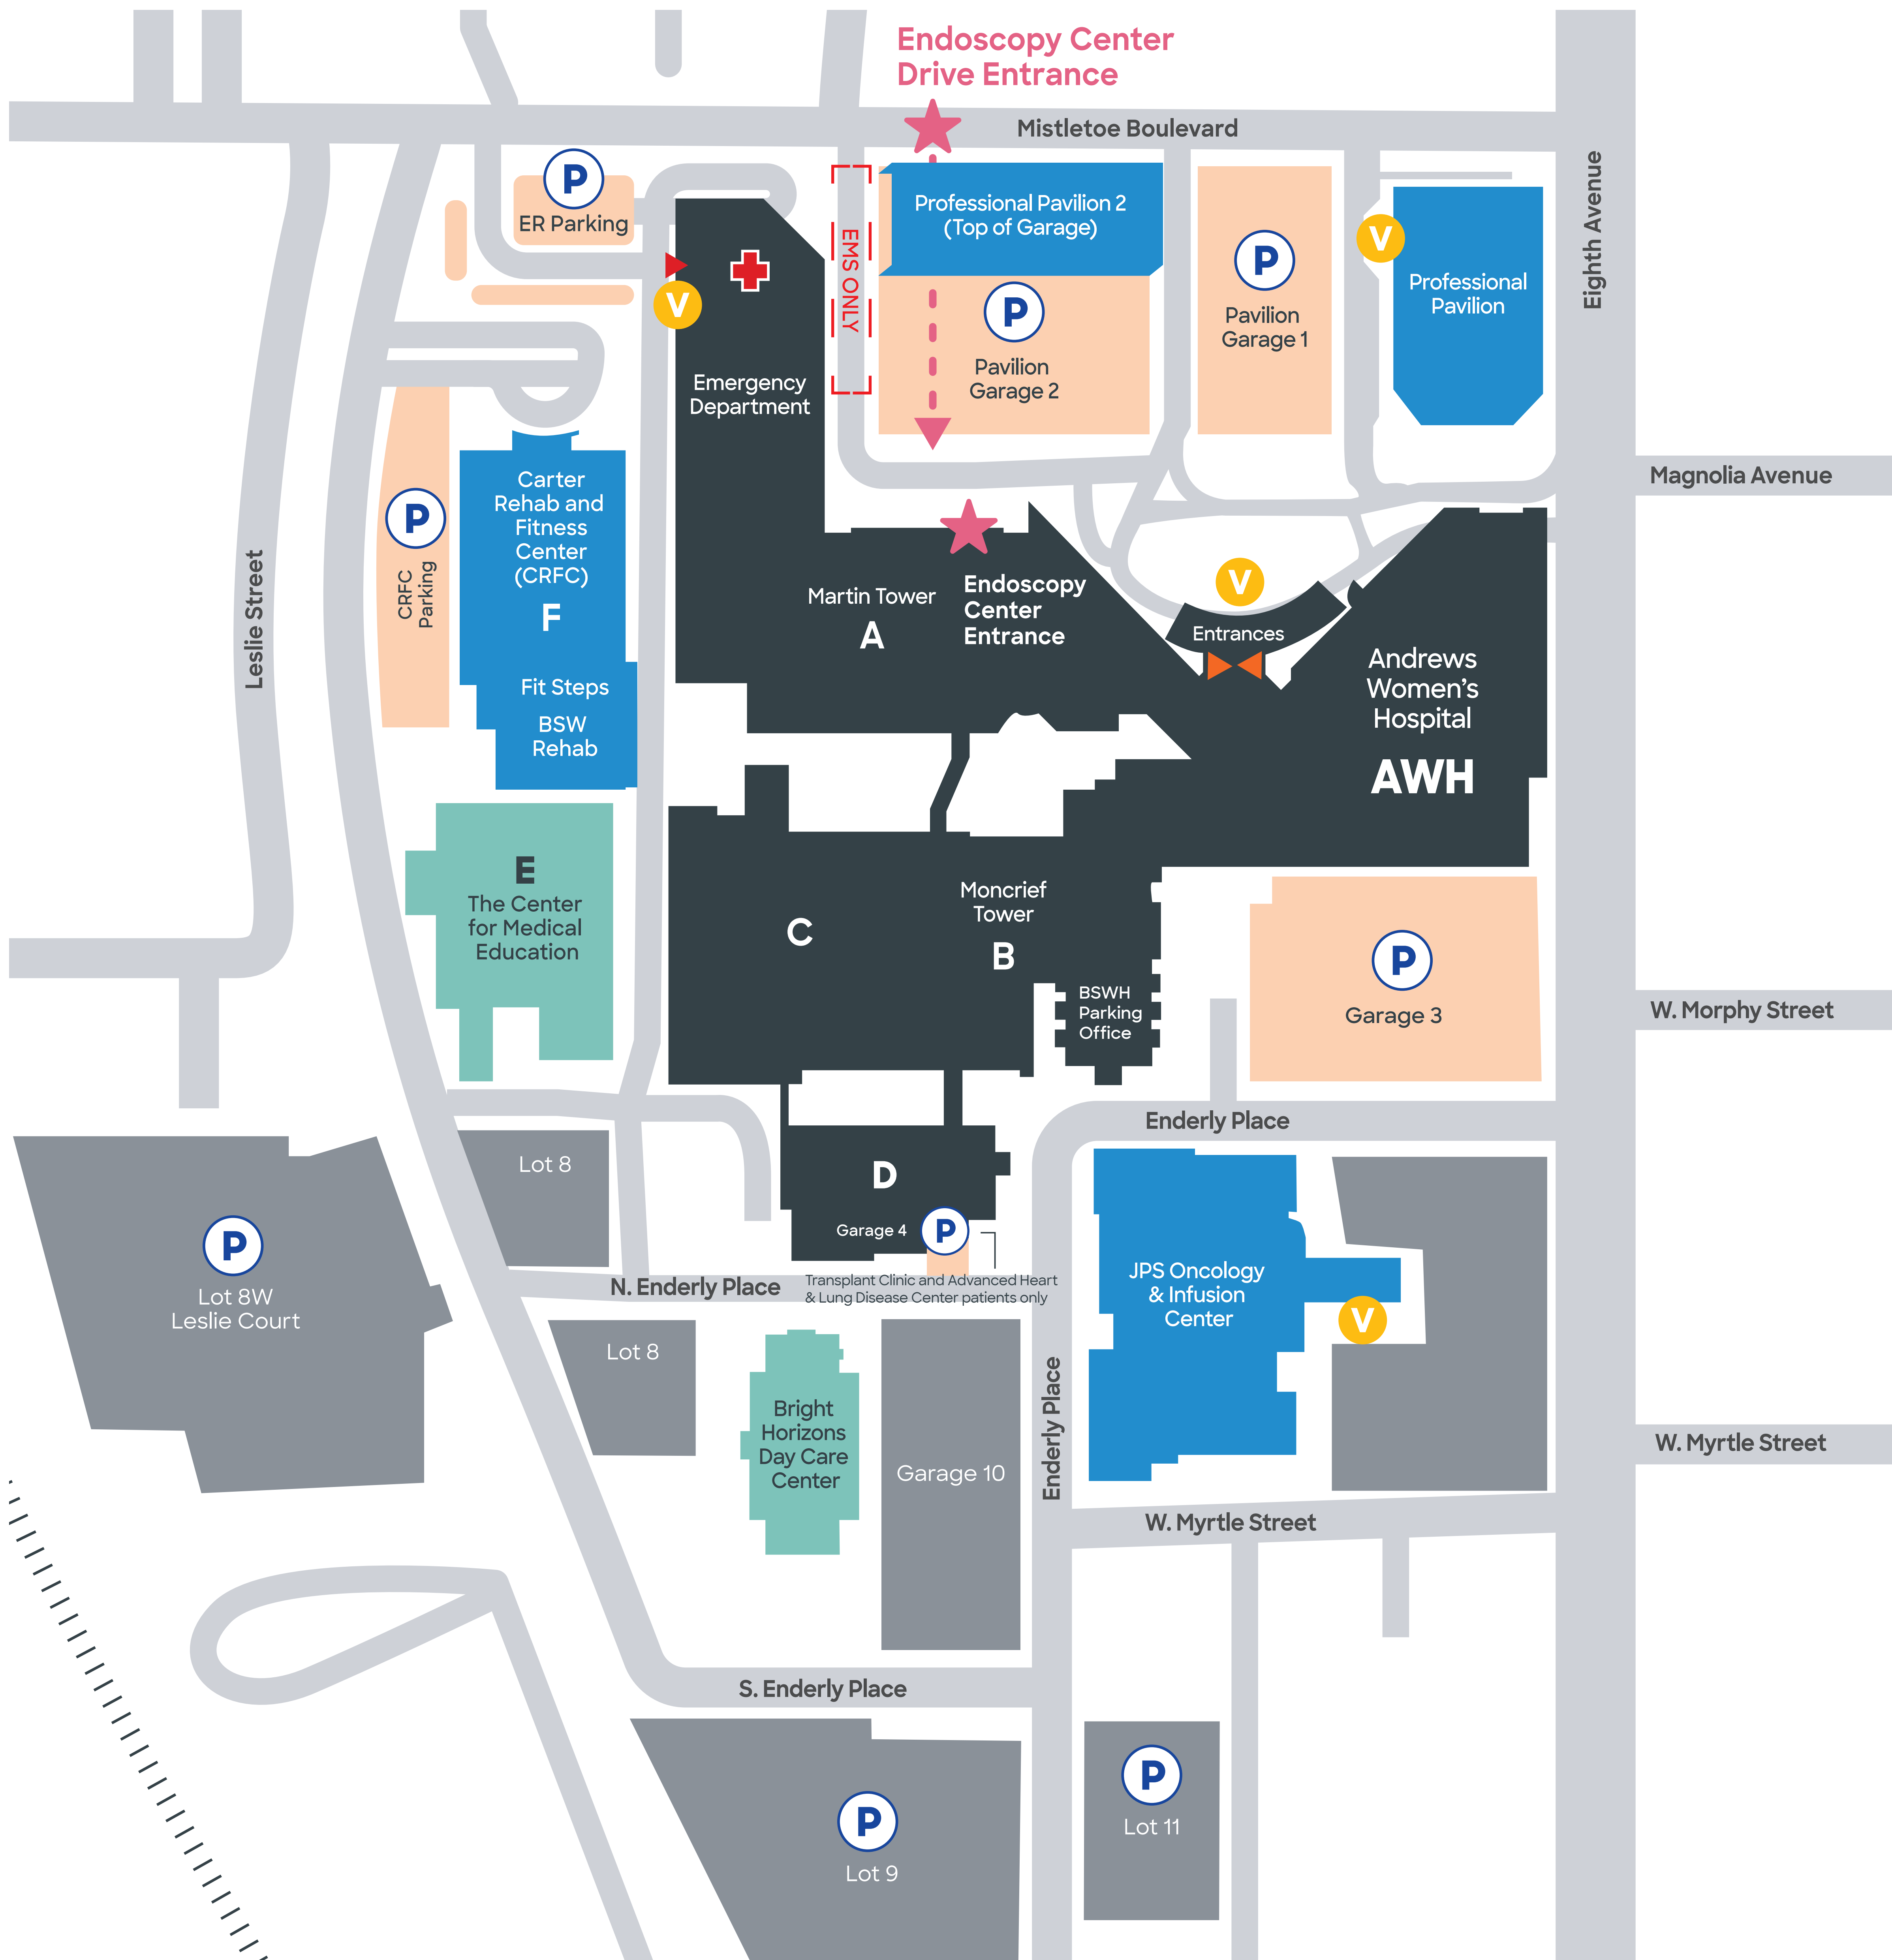 Endoscopy Center
Drive Entrance
Mistletoe Boulevard
Eighth Avenue
P
ER Parking
EMS ONLY
Professional Pavilion 2
(Top of Garage)
P
Pavilion
Garage 2
P
Pavilion
Garage 1
V
Professional
Pavilion
V
Emergency
Department
Magnolia Avenue
P
CRFC
Parking
Carter
Rehab and
Fitness
Center
(CRFC)
F
Fit Steps
BSW
Rehab
Leslie Street
Martin Tower
A
Endoscopy
Center
Entrance
V
Entrances
Andrews
Women's
Hospital
AWH
E
The Center
for Medical
Education
C
Moncrief
Tower
B
BSWH
Parking
Office
P
Garage 3
W. Morphy Street
Enderly Place
Lot 8
D
Garage 4
P
P
Lot 8W
Leslie Court
N. Enderly Place
Transplant Clinic and Advanced Heart
& Lung Disease Center patients only
JPS Oncology
& Infusion
Center
V
Lot 8
Bright
Horizons
Day Care
Center
Garage 10
Enderly Place
W. Myrtle Street
W. Myrtle Street
S. Enderly Place
P
Lot 9
P
Lot 11